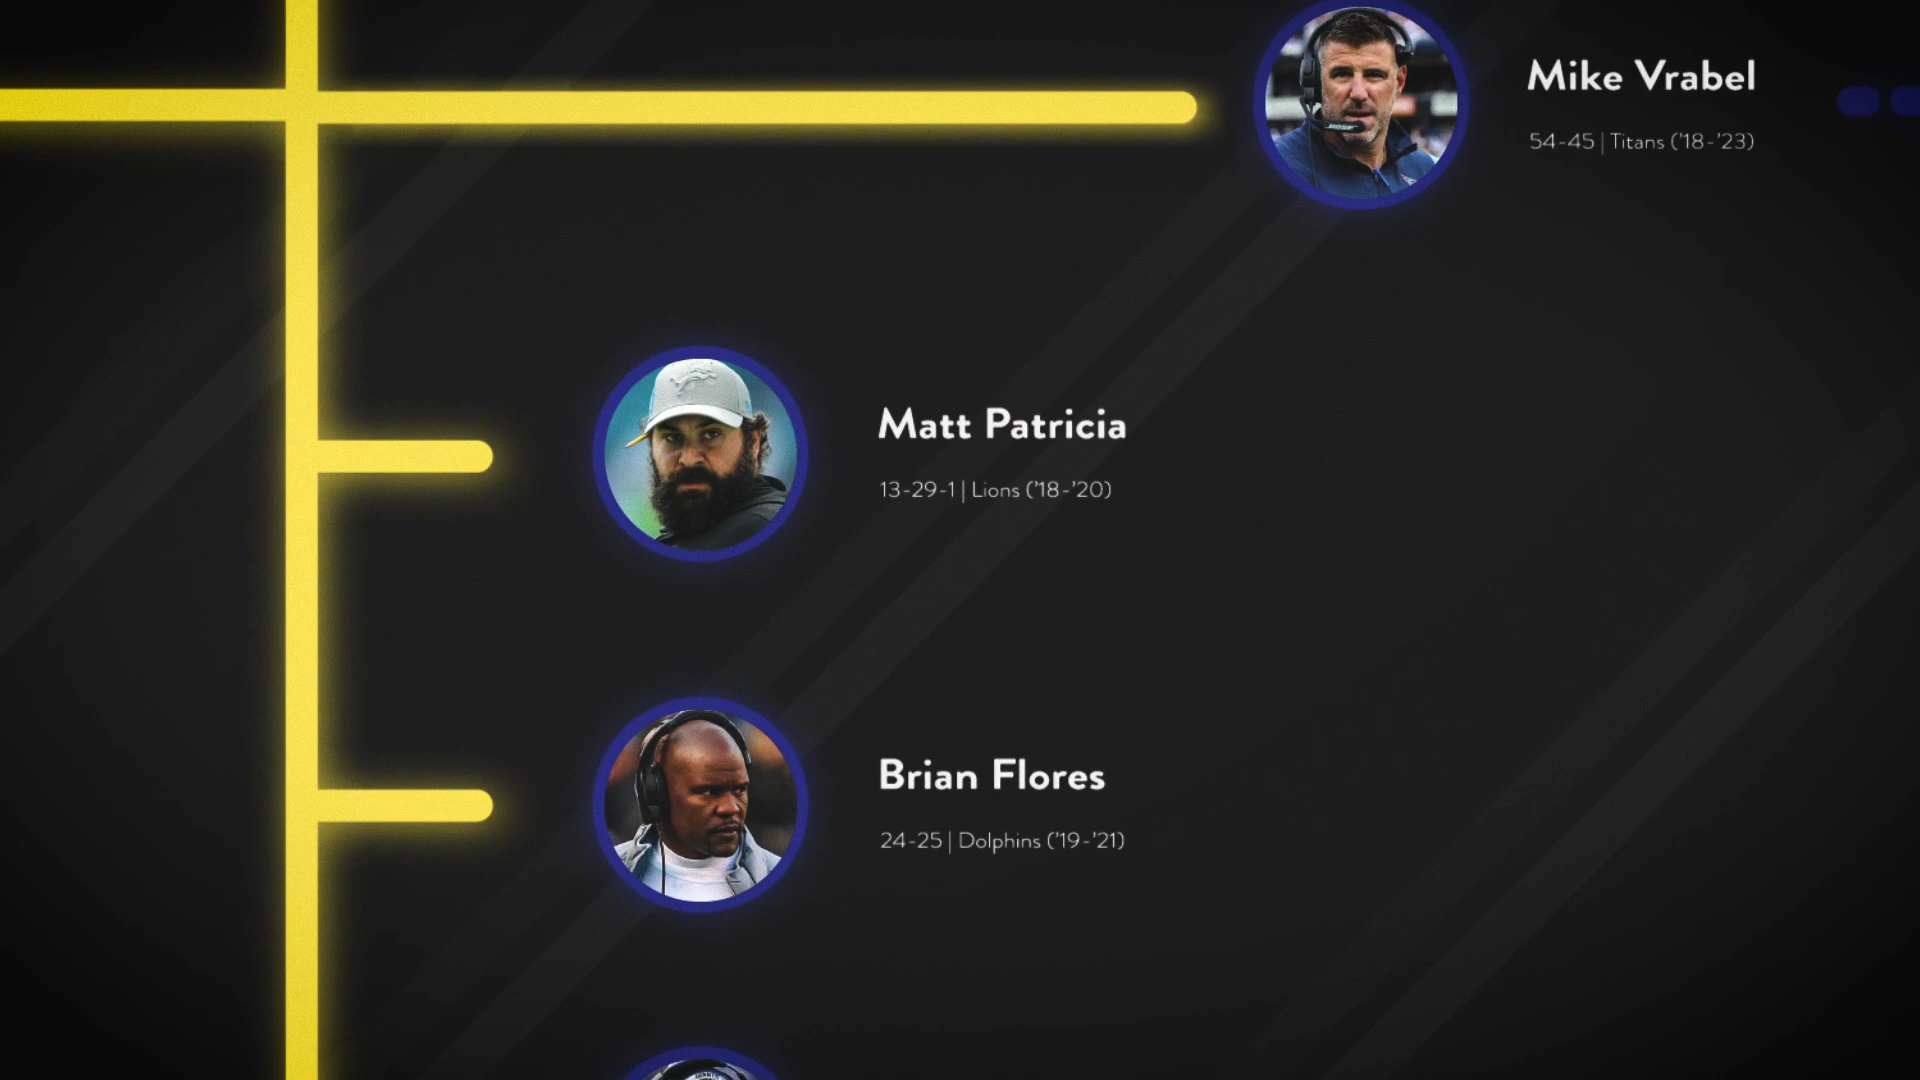 Mike Vrabel
54-45 | Titans ('18-'23)
Matt Patricia
13-29-1 | Lions ('18-'20)
Brian Flores
24-25 | Dolphins ('19-'21)